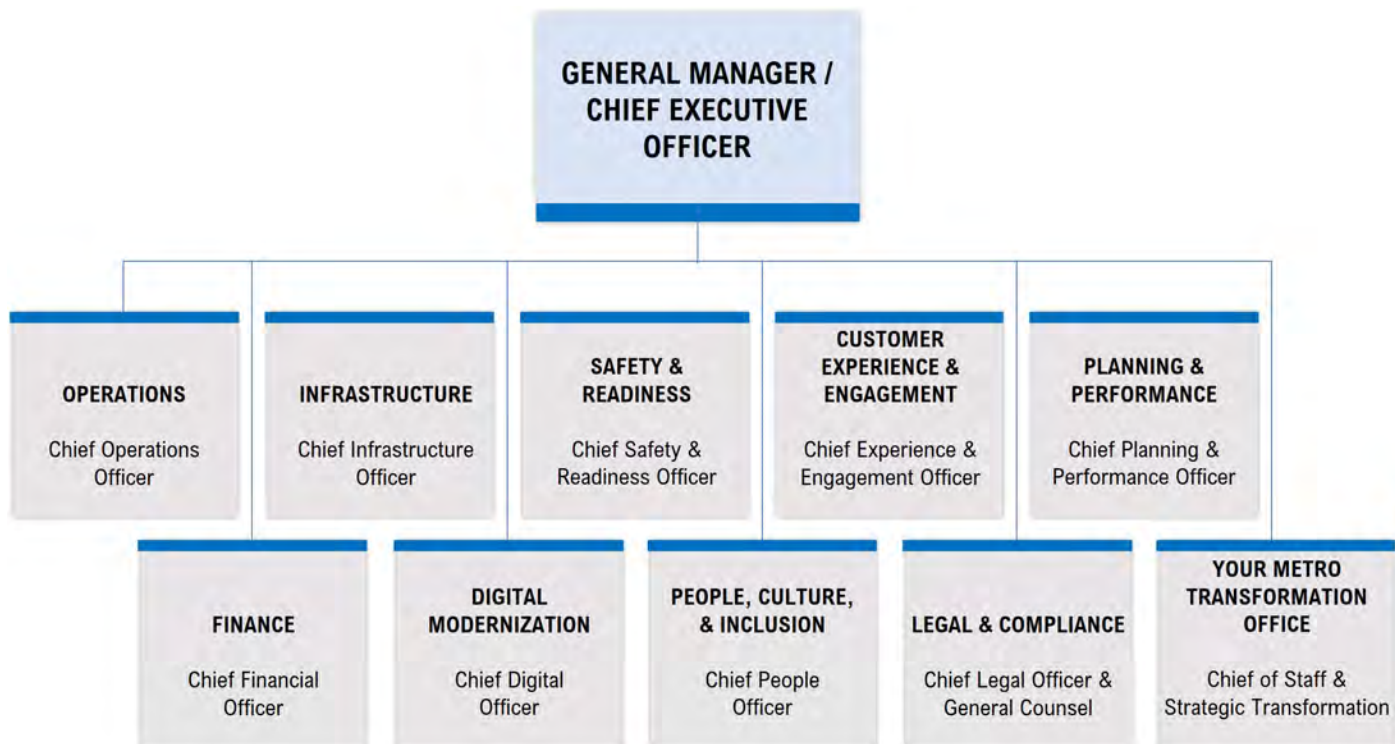 GENERAL MANAGER /
CHIEF EXECUTIVE
OFFICER
OPERATIONS
Chief Operations
Officer
INFRASTRUCTURE
Chief Infrastructure
Officer
SAFETY &
READINESS
Chief Safety &
Readiness Officer
CUSTOMER
EXPERIENCE &
ENGAGEMENT
Chief Experience &
Engagement Officer
PLANNING &
PERFORMANCE
Chief Planning &
Performance Officer
FINANCE
Chief Financial
Officer
DIGITAL
MODERNIZATION
Chief Digital
Officer
PEOPLE, CULTURE,
& INCLUSION
Chief People
Officer
LEGAL & COMPLIANCE
Chief Legal Officer &
General Counsel
YOUR METRO
TRANSFORMATION
OFFICE
Chief of Staff &
Strategic Transformation